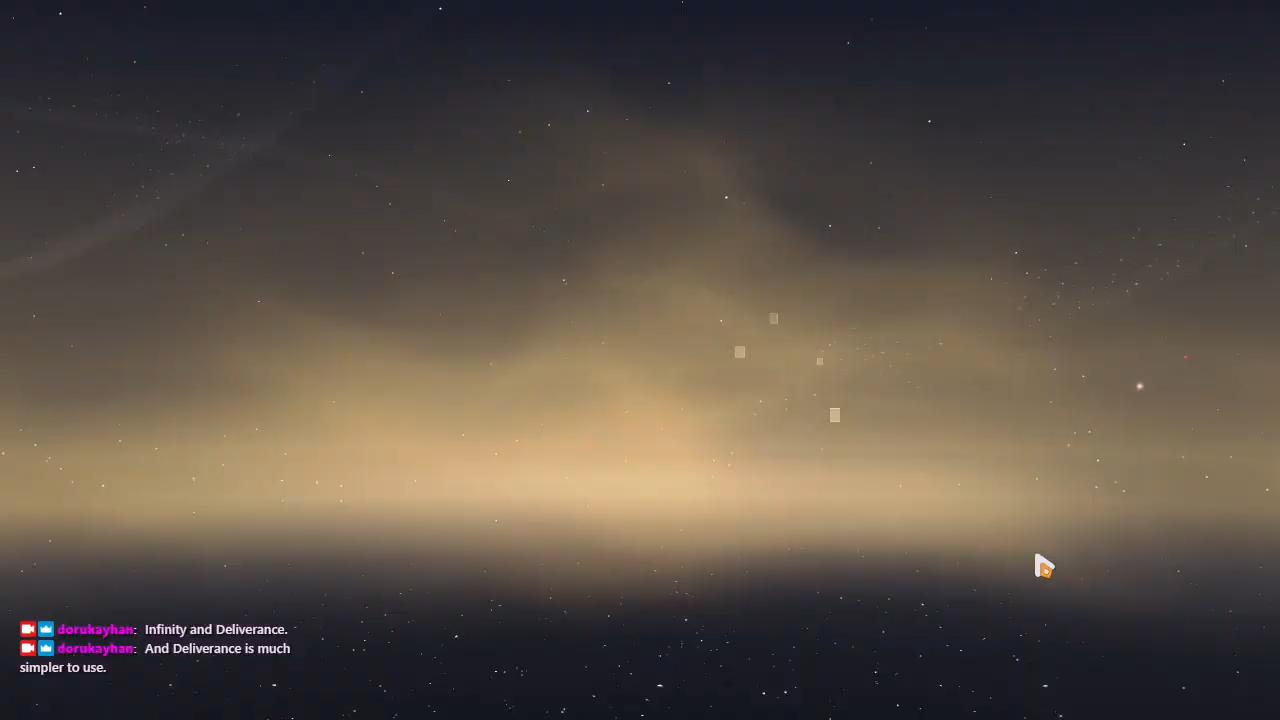 dorukayhan: Infinity and Deliverance.
dorukayhan: And Deliverance is much
simpler to use.